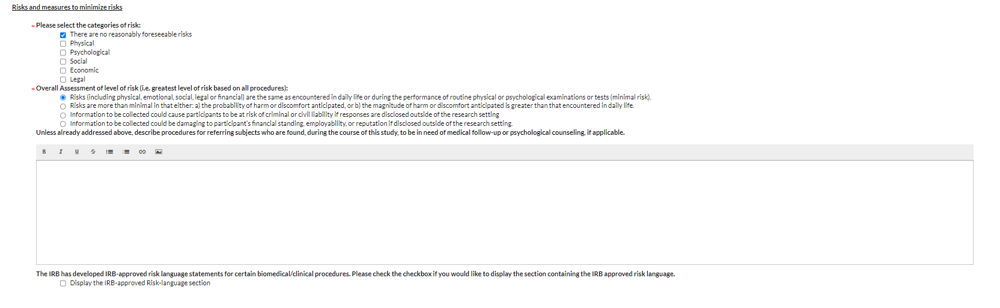 Risks and measures to minimize risks
* Please select the categories of risk:
There are no reasonably foreseeable risks
Physical
Psychological
Social
Economic
Legal
* Overall Assessment of level of risk (i.e. greatest level of risk based on all procedures):
Risks (including physical, emotional, social, legal or financial) are the same as encountered in daily life or during the performance of routine physical or psychological examinations or tests (minimal risk).
Risks are more than minimal in that either: a) the probability of harm or discomfort anticipated, or b) the magnitude of harm or discomfort anticipated is greater than that encountered in daily life.
Information to be collected could cause participants to be at risk of criminal or civil liability if responses are disclosed outside of the research setting
Information to be collected could be damaging to participant's financial standing, employability, or reputation if disclosed outside of the research setting.
Unless already addressed above, describe procedures for referring subjects who are found, during the course of this study, to be in need of medical follow-up or psychological counseling, if applicable.
B I U S
The IRB has developed IRB-approved risk language statements for certain biomedical/clinical procedures. Please check the checkbox if you would like to display the section containing the IRB approved risk language.
Display the IRB-approved Risk-language section